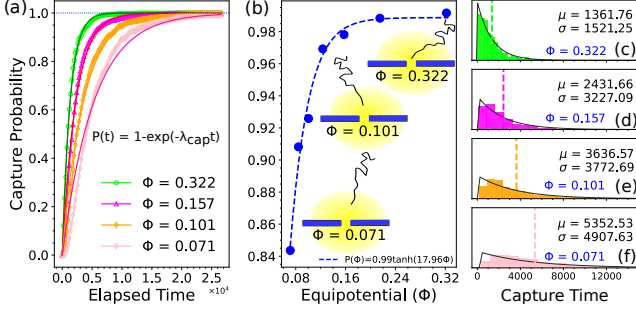 (a)
1.0
0.8
0.6
0.4
0.2
0.0
Capture Probability
P(t) = 1-exp(-λcapt)
Φ = 0.322
Φ = 0.157
Φ = 0.101
Φ = 0.071
0.0
0.5
1.0
1.5
2.0
2.5
×10⁴
Elapsed Time
(b)
0.98
0.96
0.94
0.92
0.90
0.88
0.86
0.84
Φ = 0.322
Φ = 0.101
Φ = 0.071
P(Φ)=0.99tanh(17.96Φ)
0.08
0.16
0.24
0.32
Equipotential (Φ)
μ = 1361.76
σ = 1521.25
Φ = 0.322
(c)
μ = 2431.66
σ = 3227.09
Φ = 0.157
(d)
μ = 3636.57
σ = 3772.69
Φ = 0.101
(e)
μ = 5352.53
σ = 4907.63
Φ = 0.071
(f)
0
4000
8000
12000
Capture Time